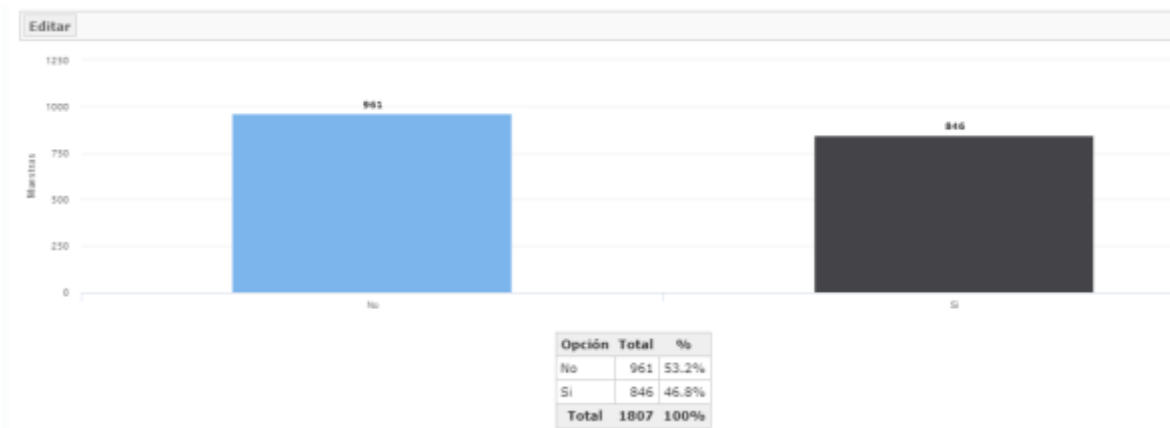 Editar
1250
1000
750
500
250
0
Maestras
961
846
No
Si
Opción Total %
No 961 53.2%
Si 846 46.8%
Total 1807 100%